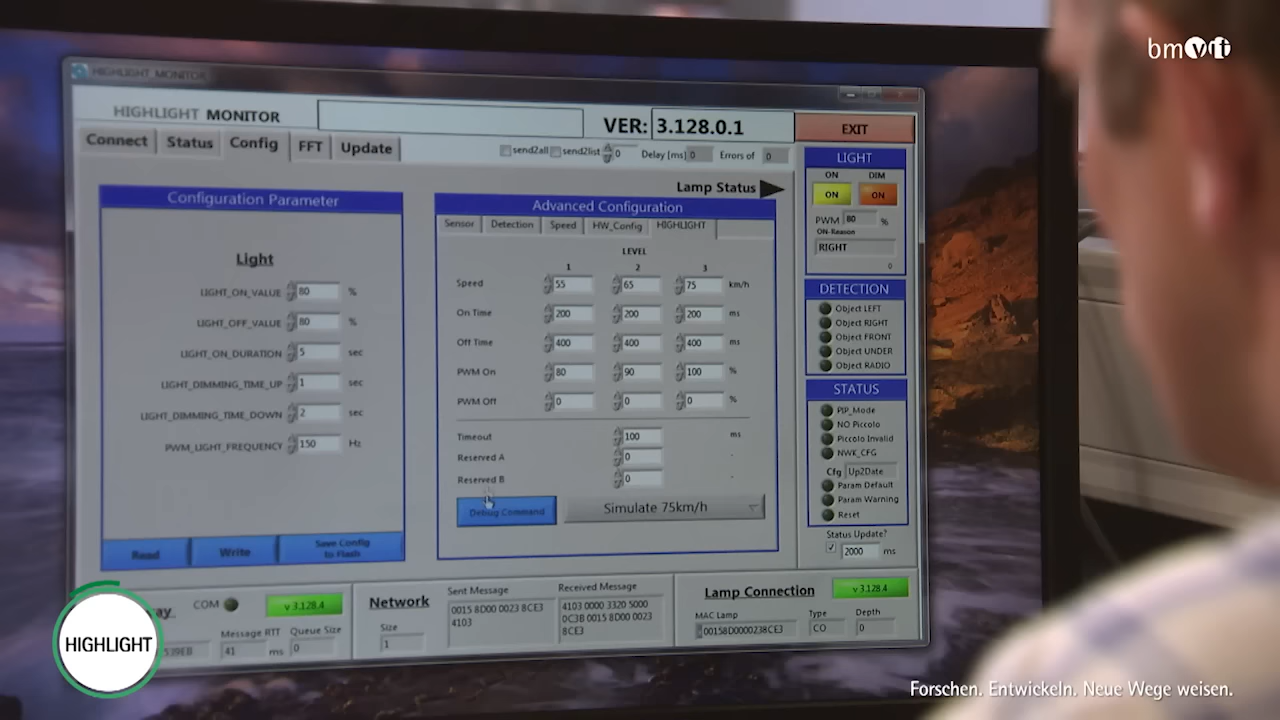 bmvit
HIGHLIGHT_MONITOR
HIGHLIGHT MONITOR
VER: 3.128.0.1
EXIT
Connect Status Config FFT Update
send2all send2list 0 Delay [ms] 0 Errors of 0
Lamp Status
Configuration Parameter
Light
LIGHT_ON_VALUE 80 %
LIGHT_OFF_VALUE 80 %
LIGHT_ON_DURATION 5 sec
LIGHT_DIMMING_TIME_UP 1 sec
LIGHT_DIMMING_TIME_DOWN 2 sec
PWM_LIGHT_FREQUENCY 150 Hz
Read Write Save Config
to Flash
Advanced Configuration
Sensor Detection Speed HW_Config HIGHLIGHT
LEVEL
1 2 3
Speed 55 65 75 km/h
On Time 200 200 200 ms
Off Time 400 400 400 ms
PWM On 80 90 100 %
PWM Off 0 0 0 %
Timeout 100 ms
Reserved A 0 -
Reserved B 0 -
Debug Command Simulate 75km/h
LIGHT
ON DIM
ON ON
PWM 80 %
ON-Reason
RIGHT
0
DETECTION
Object LEFT
Object RIGHT
Object FRONT
Object UNDER
Object RADIO
STATUS
PIP_Mode
NO Piccolo
Piccolo Invalid
NWK_CFG
Cfg Up2Date
Param Default
Param Warning
Reset
Status Update?
2000 ms
COM v 3.128.4
Message RTT Queue Size
41 ms 0
Network
Size
1
Sent Message
0015 8D00 0023 8CE3
4103
Received Message
4103 0000 3320 5000
0C3B 0015 8D00 0023
8CE3
Lamp Connection v 3.128.4
MAC Lamp Type Depth
00158D0000238CE3 CO 0
HIGHLIGHT
Forschen. Entwickeln. Neue Wege weisen.